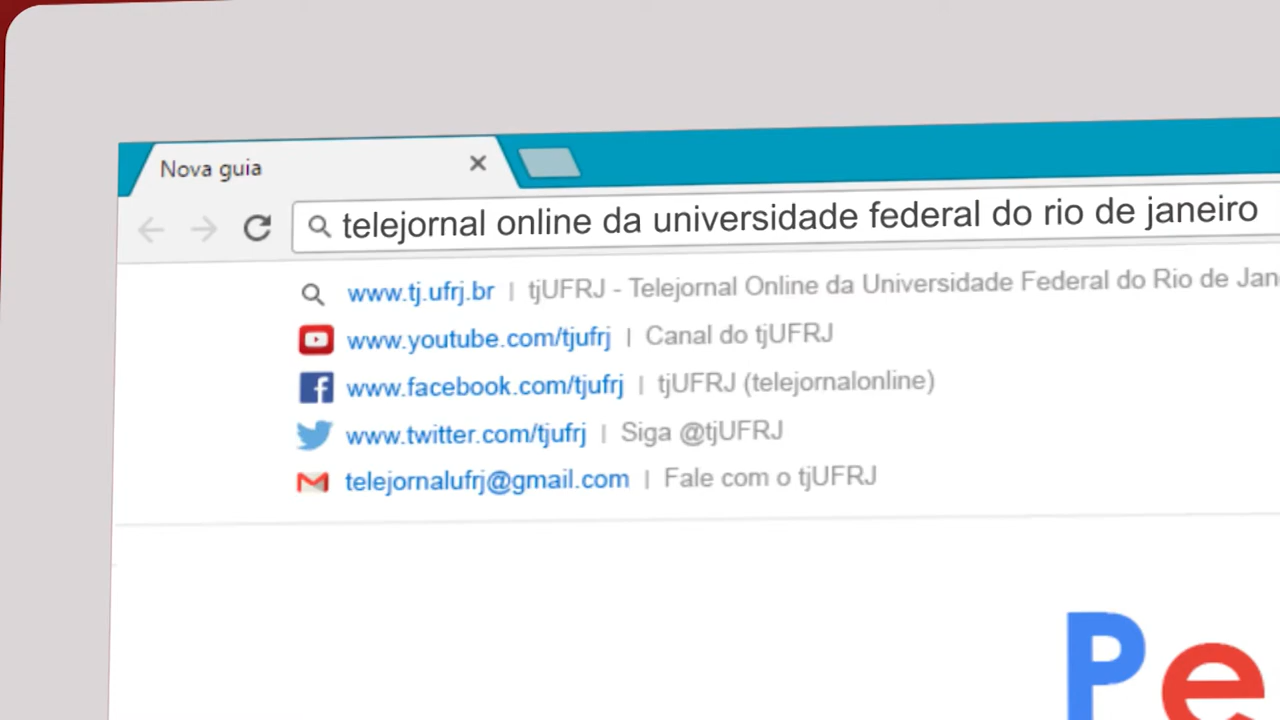 Nova guia
telejornal online da universidade federal do rio de janeiro
www.tj.ufrj.br | tjUFRJ - Telejornal Online da Universidade Federal do Rio de Jan
www.youtube.com/tjufrj | Canal do tjUFRJ
www.facebook.com/tjufrj | tjUFRJ (telejornalonline)
www.twitter.com/tjufrj | Siga @tjUFRJ
telejornalufrj@gmail.com | Fale com o tjUFRJ
Pe